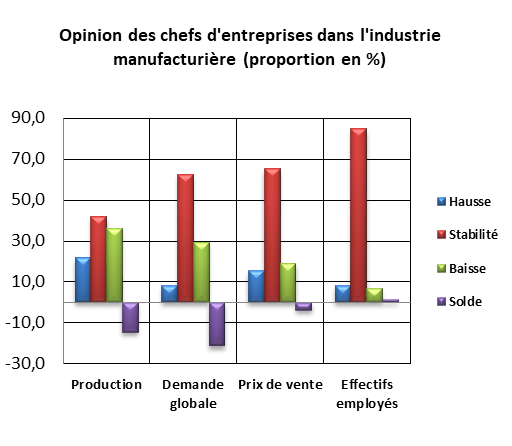 Opinion des chefs d'entreprises dans l'industrie
manufacturière (proportion en %)
90,0
70,0
50,0
30,0
10,0
-10,0
-30,0
Production
Demande
globale
Prix de vente
Effectifs
employés
Hausse
Stabilité
Baisse
Solde